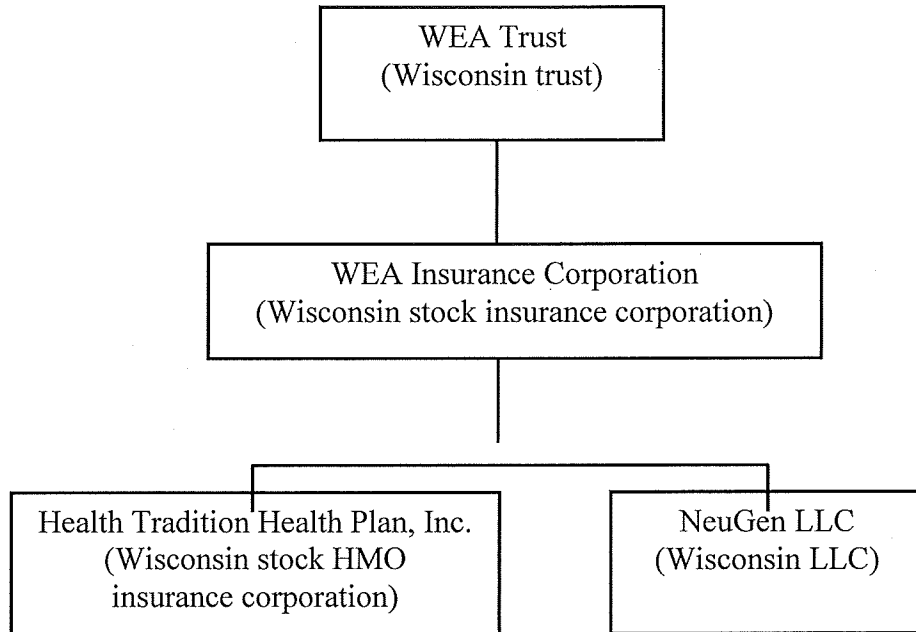 WEA Trust
(Wisconsin trust)
WEA Insurance Corporation
(Wisconsin stock insurance corporation)
Health Tradition Health Plan, Inc.
(Wisconsin stock HMO
insurance corporation)
NeuGen LLC
(Wisconsin LLC)